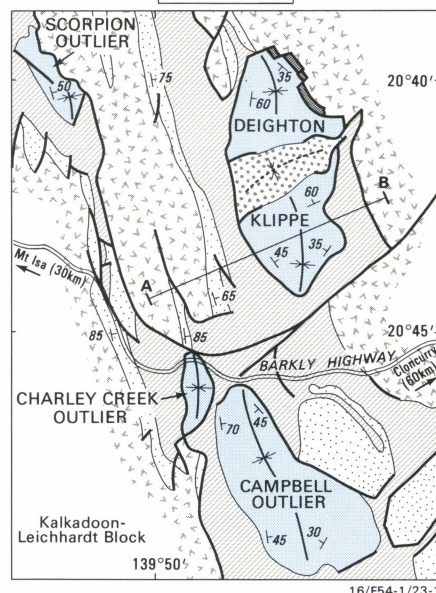 SCORPION
OUTLIER
50
75
35
60
20°40'
DEIGHTON
60
B
KLIPPE
45
35
Mt Isa (30km)
A
65
85
85
20°45'
BARKLY HIGHWAY
Cloncurry
(60km)
CHARLEY CREEK
OUTLIER
45
70
CAMPBELL
OUTLIER
Kalkadoon-
Leichhardt Block
45
30
139°50'